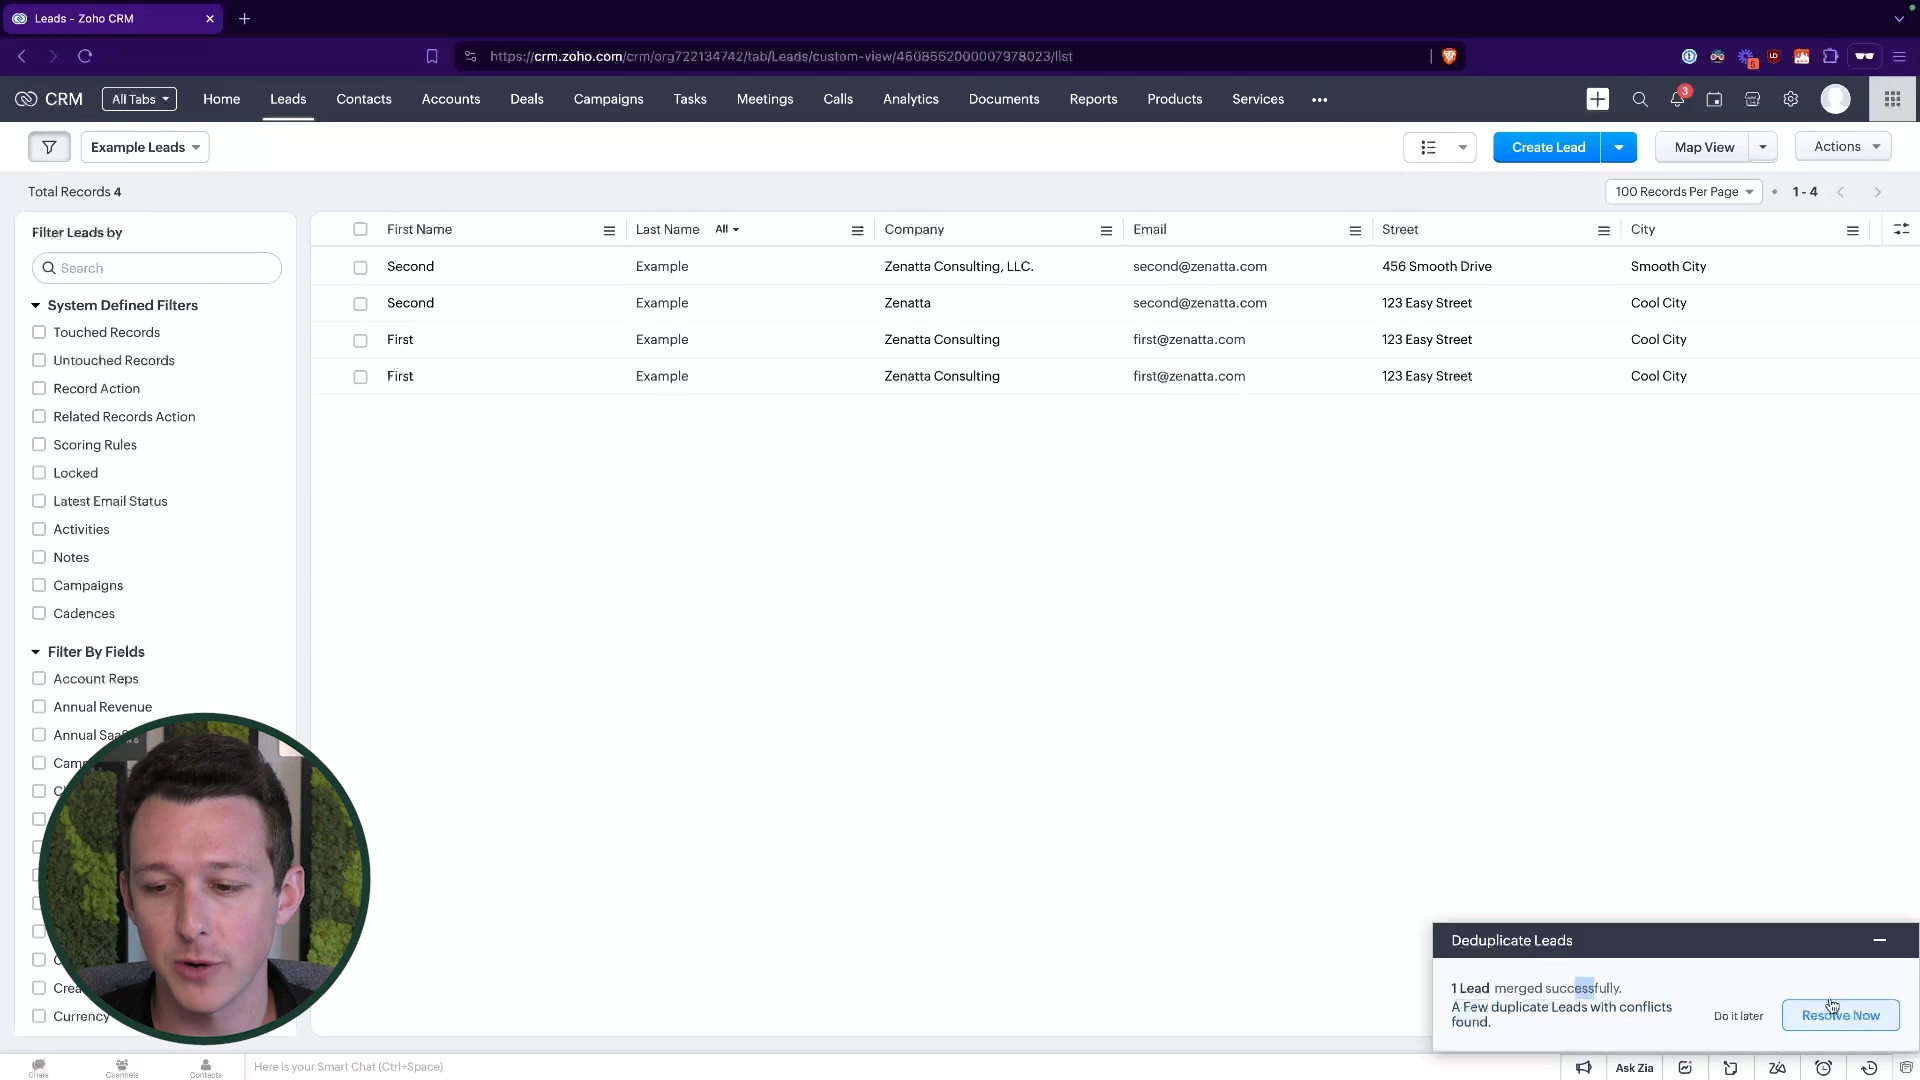 Leads - Zoho CRM
https://crm.zoho.com/crm/org722134742/tab/Leads/custom-view/4508562000007978023/list
5
CRM
All Tabs
Home
Leads
Contacts
Accounts
Deals
Campaigns
Tasks
Meetings
Calls
Analytics
Documents
Reports
Products
Services
3
Example Leads
Create Lead
Map View
Actions
Total Records 4
100 Records Per Page
1 - 4
Filter Leads by
Search
System Defined Filters
Touched Records
Untouched Records
Record Action
Related Records Action
Scoring Rules
Locked
Latest Email Status
Activities
Notes
Campaigns
Cadences
Filter By Fields
Account Reps
Annual Revenue
Currency
First Name Last Name All Company Email Street City
Second Example Zenatta Consulting, LLC. second@zenatta.com 456 Smooth Drive Smooth City
Second Example Zenatta second@zenatta.com 123 Easy Street Cool City
First Example Zenatta Consulting first@zenatta.com 123 Easy Street Cool City
First Example Zenatta Consulting first@zenatta.com 123 Easy Street Cool City
Deduplicate Leads
1 Lead merged successfully.
A Few duplicate Leads with conflicts
found.
Do it later
Resolve Now
Chats
Channels
Contacts
Here is your Smart Chat (Ctrl+Space)
Ask Zia